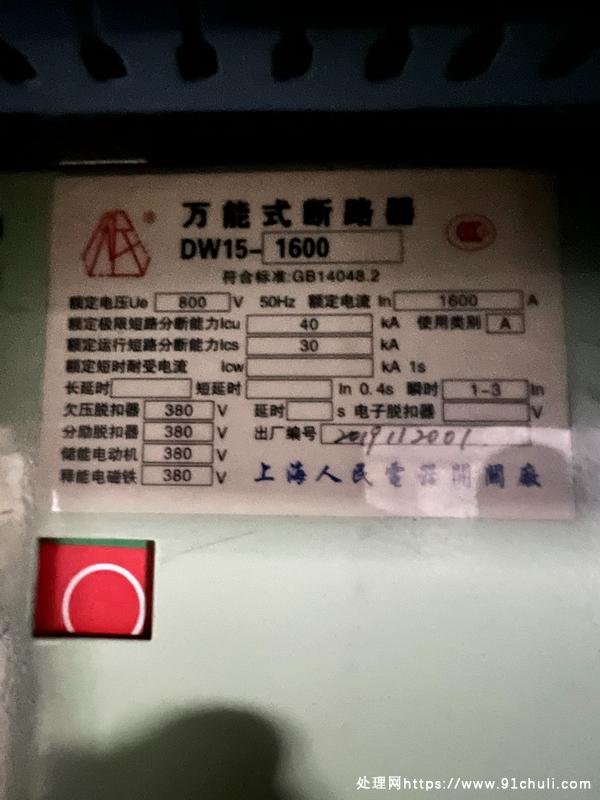 万能式断路器
DW15-1600
符合标准:GB14048.2
额定电压Ue 800 V 50Hz 额定电流 In 1600 A
额定极限短路分断能力Icu 40 kA 使用类别 A
额定运行短路分断能力Ics 30 kA
额定短时耐受电流 Icw kA 1s
长延时 短延时 In 0.4s 瞬时 1-3 In
欠压脱扣器 380 V 延时 s 电子脱扣器 V
分励脱扣器 380 V 出厂编号 2019112001
储能电动机 380 V
释能电磁铁 380 V 上海人民電器開關廠
处理网https://www.91chuli.com